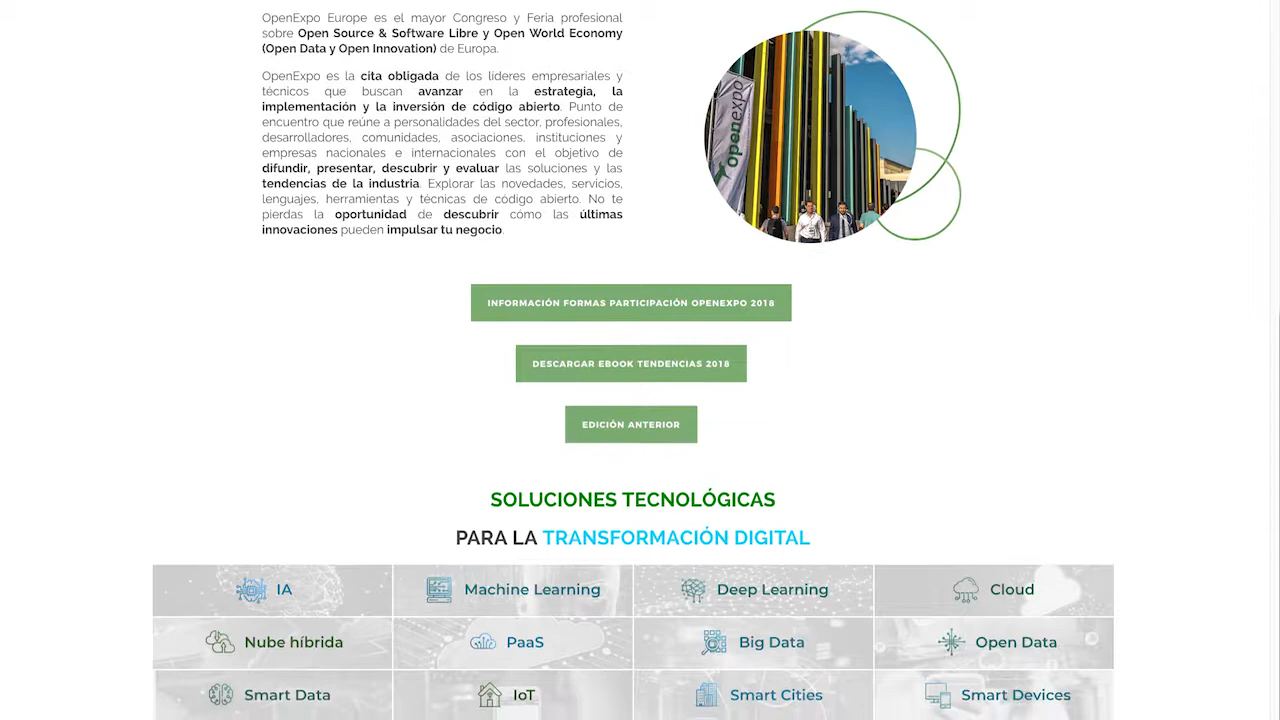 OpenExpo Europe es el mayor Congreso y Feria profesional
sobre Open Source & Software Libre y Open World Economy
(Open Data y Open Innovation) de Europa.
OpenExpo es la cita obligada de los líderes empresariales y
técnicos que buscan avanzar en la estrategia, la
implementación y la inversión de código abierto. Punto de
encuentro que reúne a personalidades del sector, profesionales,
desarrolladores, comunidades, asociaciones, instituciones y
empresas nacionales e internacionales con el objetivo de
difundir, presentar, descubrir y evaluar las soluciones y las
tendencias de la industria. Explorar las novedades, servicios,
lenguajes, herramientas y técnicas de código abierto. No te
pierdas la oportunidad de descubrir cómo las últimas
innovaciones pueden impulsar tu negocio.
openexpo
INFORMACIÓN FORMAS PARTICIPACIÓN OPENEXPO 2018
DESCARGAR EBOOK TENDENCIAS 2018
EDICIÓN ANTERIOR
SOLUCIONES TECNOLÓGICAS
PARA LA TRANSFORMACIÓN DIGITAL
IA
Machine Learning
Deep Learning
Cloud
Nube híbrida
PaaS
Big Data
Open Data
Smart Data
IoT
Smart Cities
Smart Devices